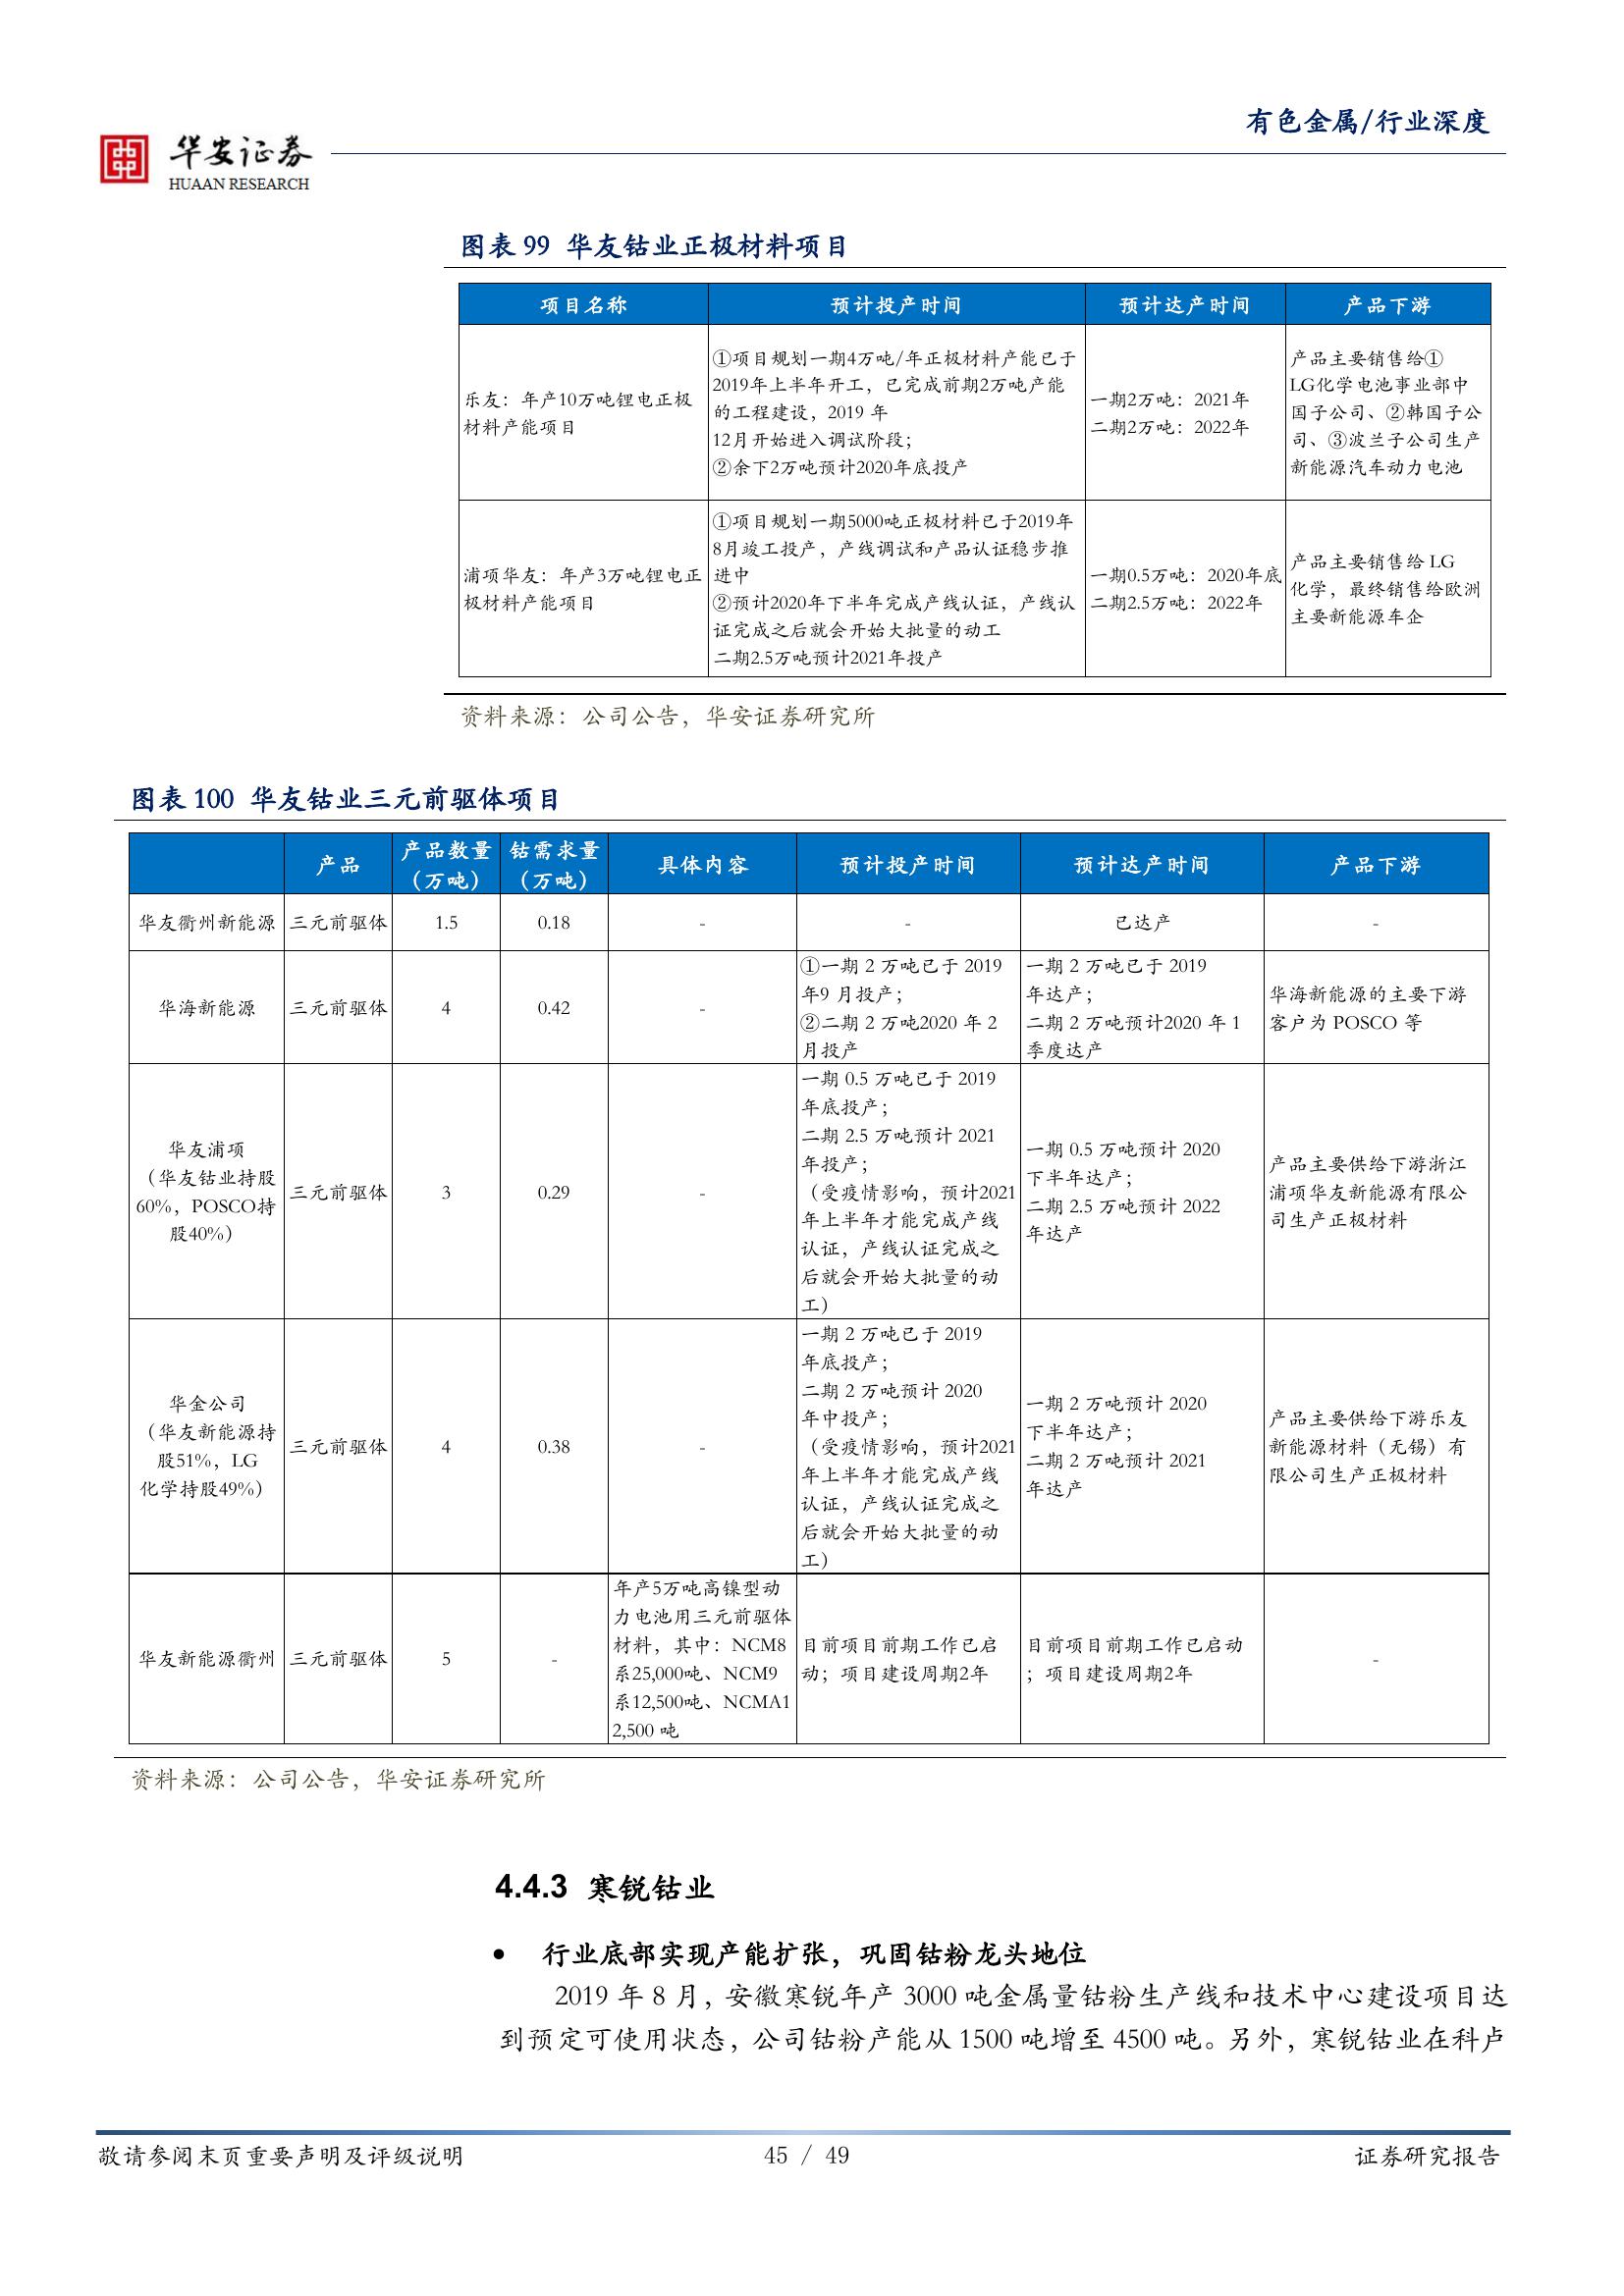 有色金属/行业深度
华安证券
HUAAN RESEARCH
图表 99 华友钴业正极材料项目
项目名称 预计投产时间 预计达产时间 产品下游
乐友：年产10万吨锂电正极
材料产能项目
①项目规划一期4万吨/年正极材料产能已于
2019年上半年开工，已完成前期2万吨产能
的工程建设，2019 年
12月开始进入调试阶段；
②余下2万吨预计2020年底投产
一期2万吨：2021年
二期2万吨：2022年
产品主要销售给①
LG化学电池事业部中
国子公司、②韩国子公
司、③波兰子公司生产
新能源汽车动力电池
浦项华友：年产3万吨锂电正
极材料产能项目
①项目规划一期5000吨正极材料已于2019年
8月竣工投产，产线调试和产品认证稳步推
进中
②预计2020年下半年完成产线认证，产线认
证完成之后就会开始大批量的动工
二期2.5万吨预计2021年投产
一期0.5万吨：2020年底
二期2.5万吨：2022年
产品主要销售给 LG
化学，最终销售给欧洲
主要新能源车企
资料来源：公司公告，华安证券研究所
图表 100 华友钴业三元前驱体项目
产品 产品数量 钴需求量 具体内容 预计投产时间 预计达产时间 产品下游
（万吨） （万吨）
华友衢州新能源 三元前驱体 1.5 0.18 - - 已达产 -
华海新能源 三元前驱体 4 0.42 -
①一期 2 万吨已于 2019
年9 月投产；
②二期 2 万吨2020 年 2
月投产
一期 2 万吨已于 2019
年达产；
二期 2 万吨预计2020 年 1
季度达产
华海新能源的主要下游
客户为 POSCO 等
华友浦项
（华友钴业持股
60%，POSCO持
股40%）
三元前驱体 3 0.29 -
一期 0.5 万吨已于 2019
年底投产；
二期 2.5 万吨预计 2021
年投产；
（受疫情影响，预计2021
年上半年才能完成产线
认证，产线认证完成之
后就会开始大批量的动
工）
一期 0.5 万吨预计 2020
下半年达产；
二期 2.5 万吨预计 2022
年达产
产品主要供给下游浙江
浦项华友新能源有限公
司生产正极材料
华金公司
（华友新能源持
股51%，LG
化学持股49%）
三元前驱体 4 0.38 -
一期 2 万吨已于 2019
年底投产；
二期 2 万吨预计 2020
年中投产；
（受疫情影响，预计2021
年上半年才能完成产线
认证，产线认证完成之
后就会开始大批量的动
工）
一期 2 万吨预计 2020
下半年达产；
二期 2 万吨预计 2021
年达产
产品主要供给下游乐友
新能源材料（无锡）有
限公司生产正极材料
华友新能源衢州 三元前驱体 5 -
年产5万吨高镍型动
力电池用三元前驱体
材料，其中：NCM8
系25,000吨、NCM9
系12,500吨、NCMA1
2,500 吨
目前项目前期工作已启
动；项目建设周期2年
目前项目前期工作已启动
；项目建设周期2年
-
资料来源：公司公告，华安证券研究所
4.4.3 寒锐钴业
• 行业底部实现产能扩张，巩固钴粉龙头地位
2019 年 8 月，安徽寒锐年产 3000 吨金属量钴粉生产线和技术中心建设项目达
到预定可使用状态，公司钴粉产能从 1500 吨增至 4500 吨。另外，寒锐钴业在科卢
敬请参阅末页重要声明及评级说明 45 / 49 证券研究报告